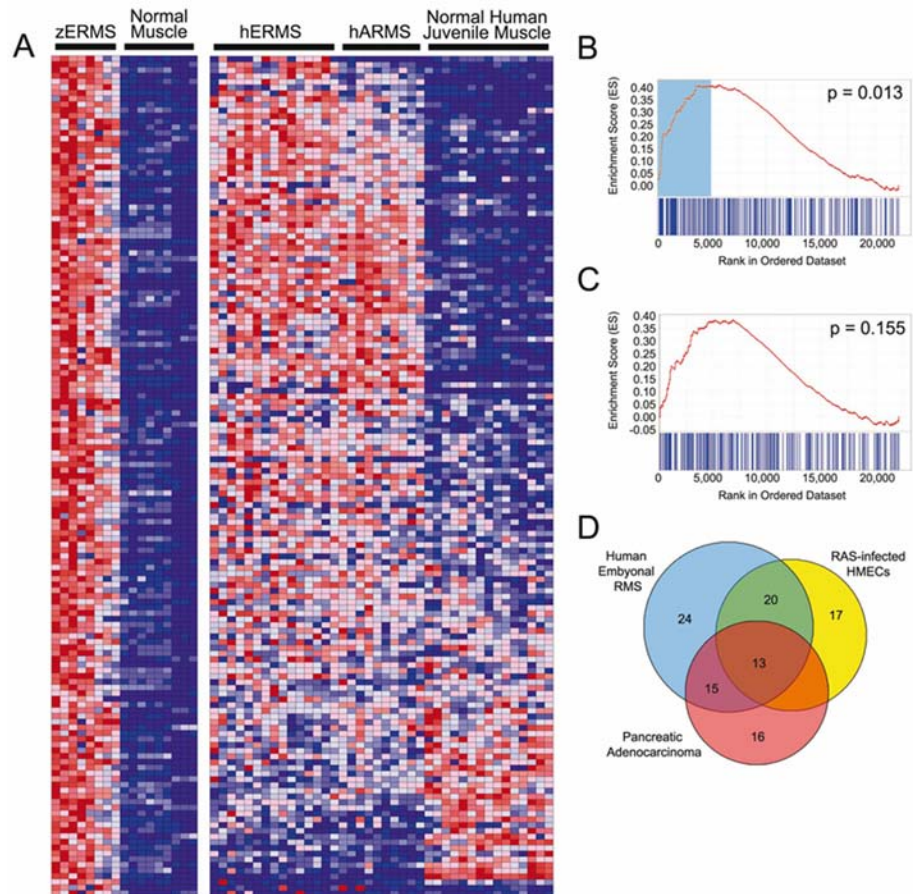 A
zERMS
Normal
Muscle
hERMS
hARMS
Normal Human
Juvenile Muscle
B
p = 0.013
Enrichment Score (ES)
0.40
0.35
0.30
0.25
0.20
0.15
0.10
0.05
0.00
0 5,000 10,000 15,000 20,000
Rank in Ordered Dataset
C
p = 0.155
Enrichment Score (ES)
0.40
0.35
0.30
0.25
0.20
0.15
0.10
0.05
0.00
-0.05
0 5,000 10,000 15,000 20,000
Rank in Ordered Dataset
D
Human
Embyonal
RMS
RAS-infected
HMECs
24
20
17
13
15
16
Pancreatic
Adenocarcinoma